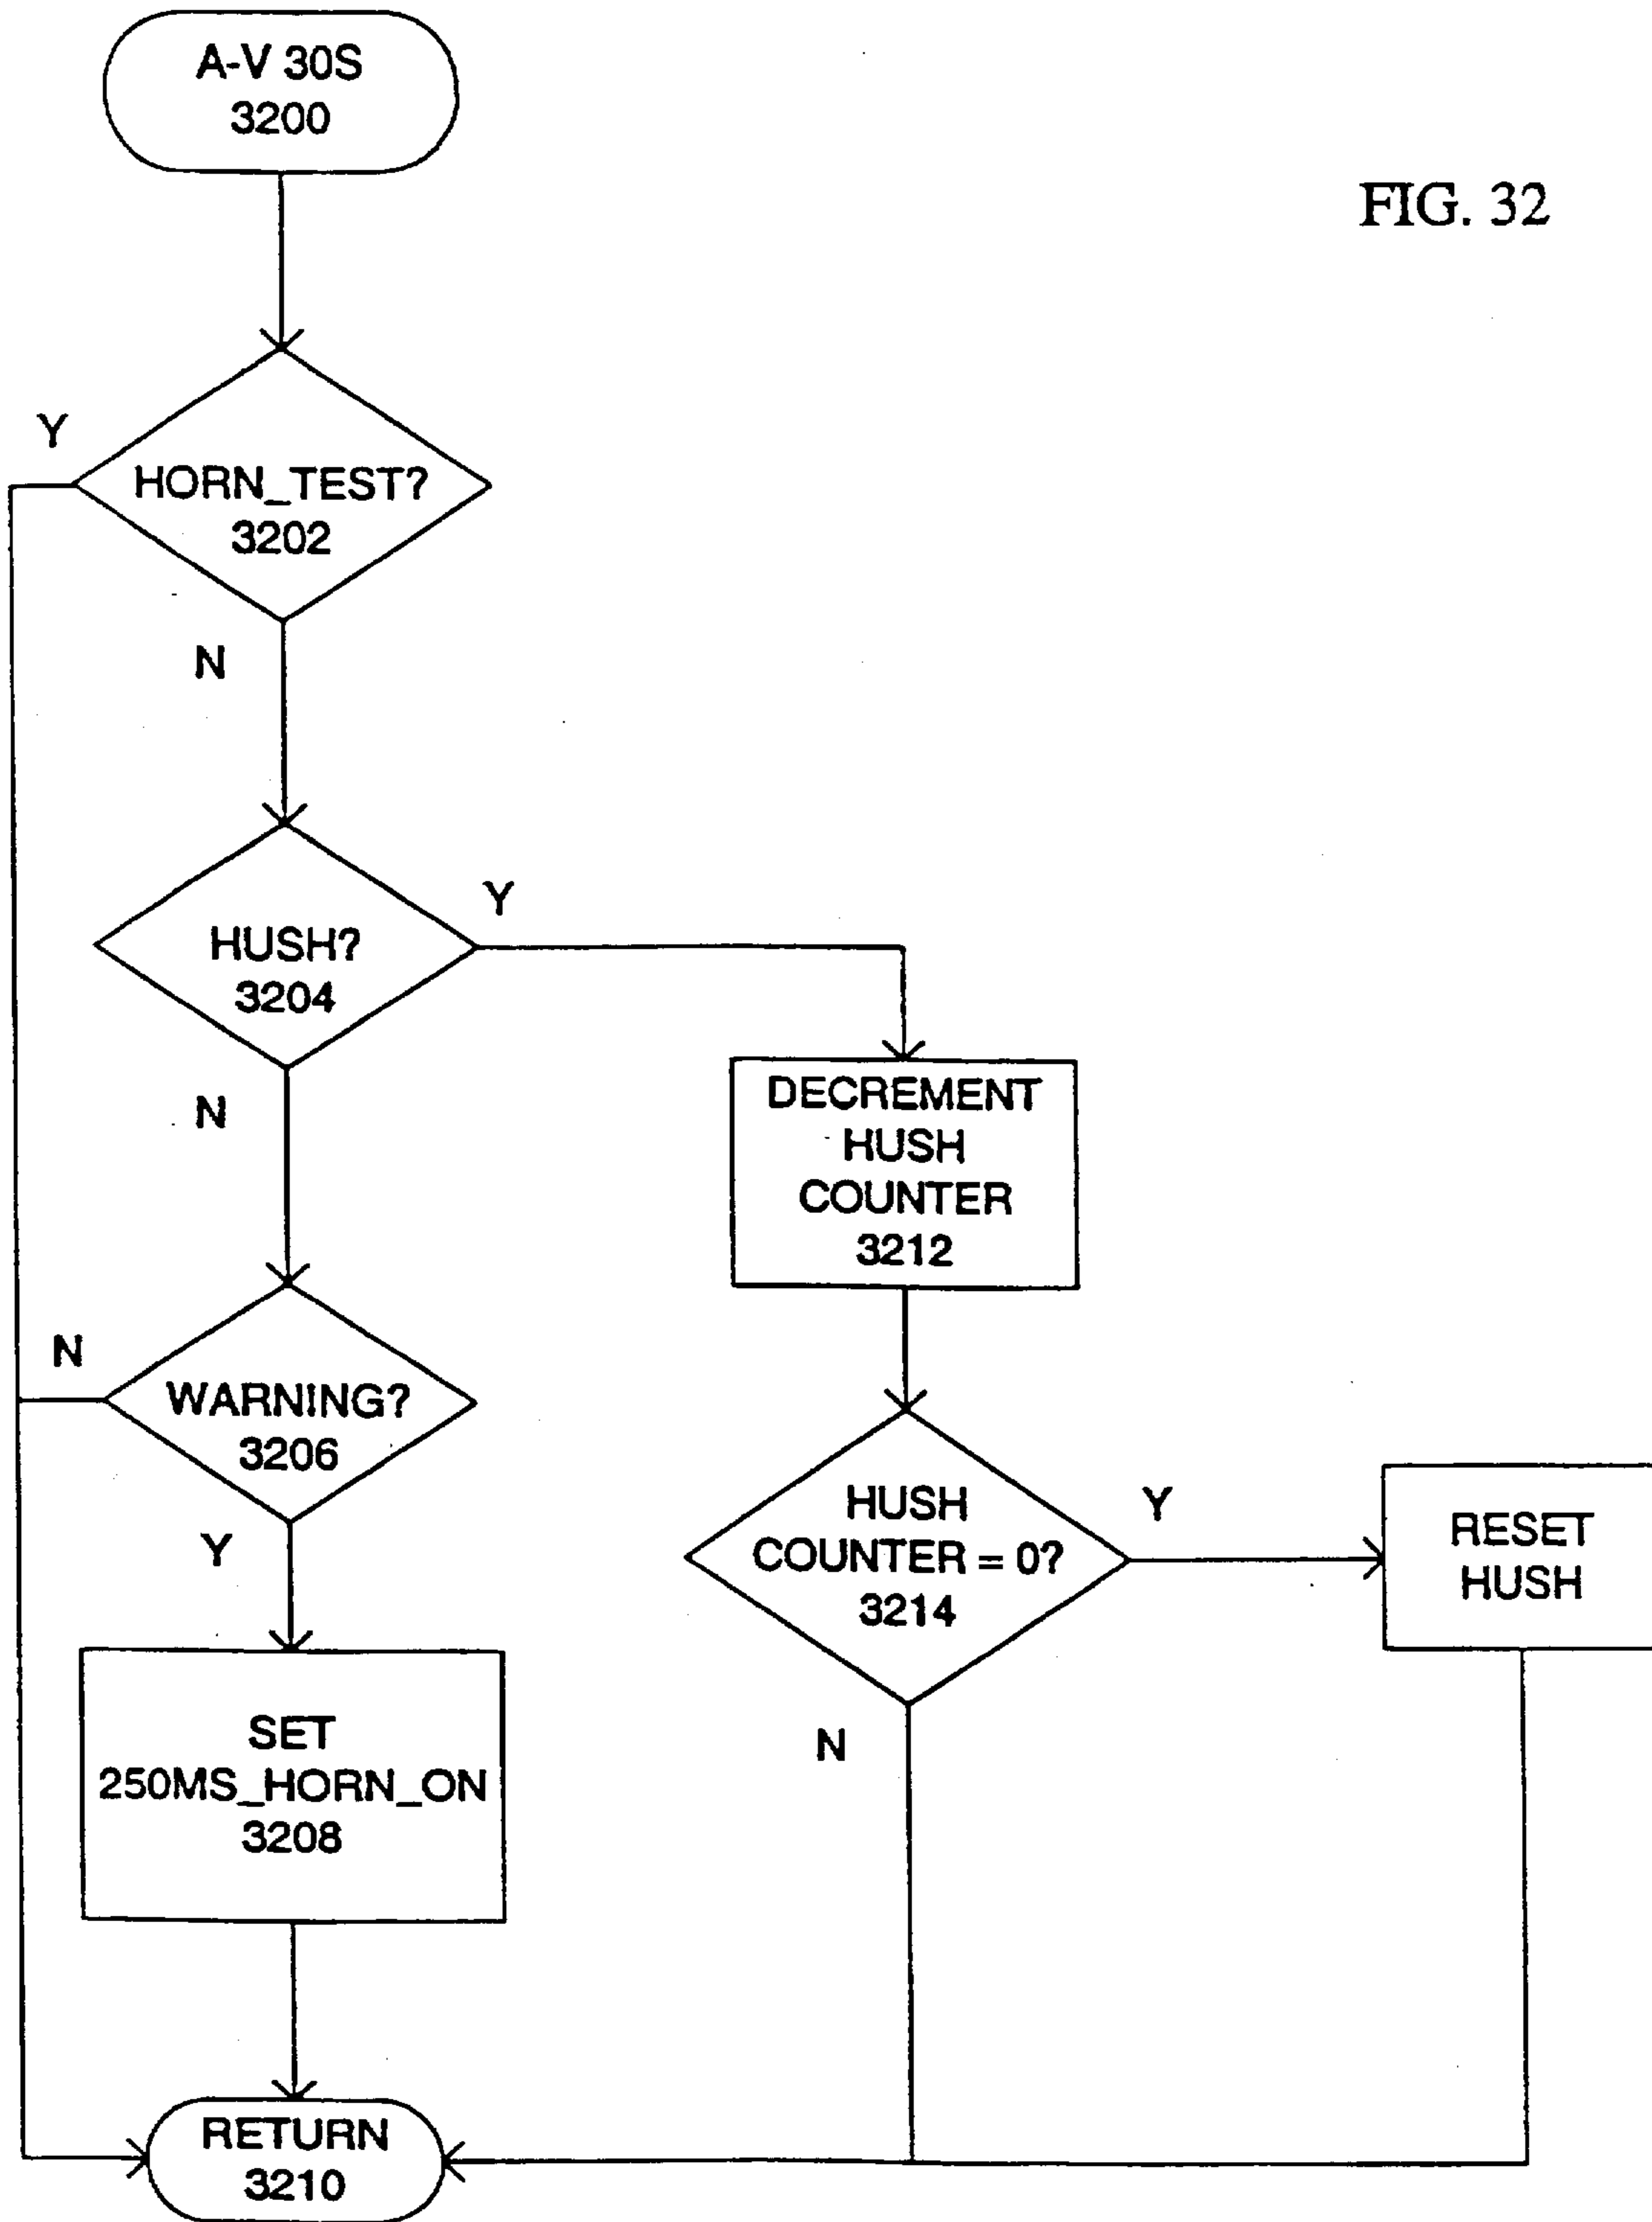 A-V 30S
3200
FIG. 32
Y
HORN_TEST?
3202
N
HUSH?
3204
Y
N
DECREMENT
HUSH
COUNTER
3212
N
WARNING?
3206
Y
HUSH
COUNTER = 0?
3214
Y
RESET
HUSH
N
SET
250MS_HORN_ON
3208
RETURN
3210